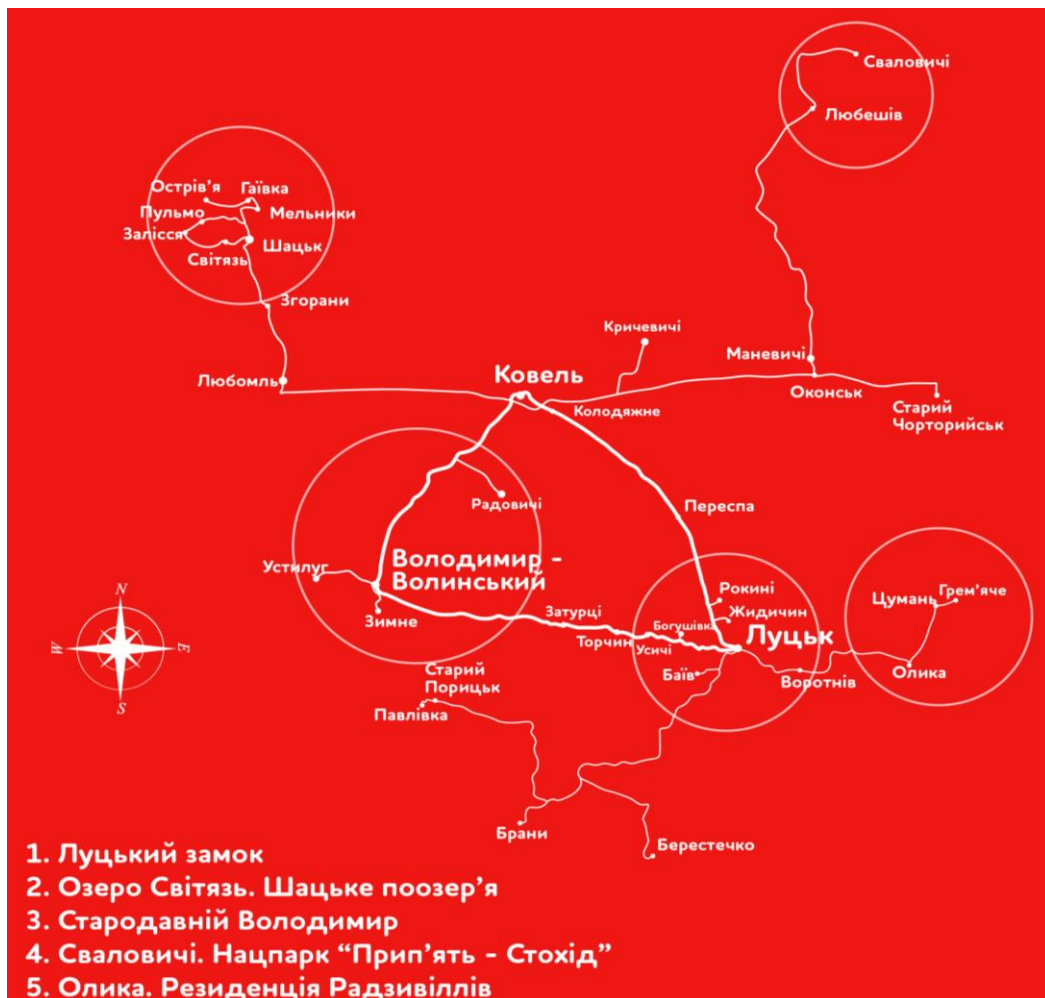 Сваловичі
Любешів
Острів'я
Гаївка
Пульмо
Мельники
Залісся
Шацьк
Світязь
Згорани
Кричевичі
Маневичі
Любомль
Ковель
Оконськ
Колодяжне
Старий
Чорторийськ
Радовичі
Переспа
Володимир -
Волинський
Устилуг
Рокині
Цумань
Грем'яче
Жидичин
Затурці
Зимне
Богушівка
Торчин
Усичі
Луцьк
Старий
Порицьк
Баїв
Воротнів
Олика
Павлівка
N
W
E
S
Брани
Берестечко
1. Луцький замок
2. Озеро Світязь. Шацьке поозер'я
3. Стародавній Володимир
4. Сваловичі. Нацпарк "Прип'ять - Стохід"
5. Олика. Резиденція Радзивіллів